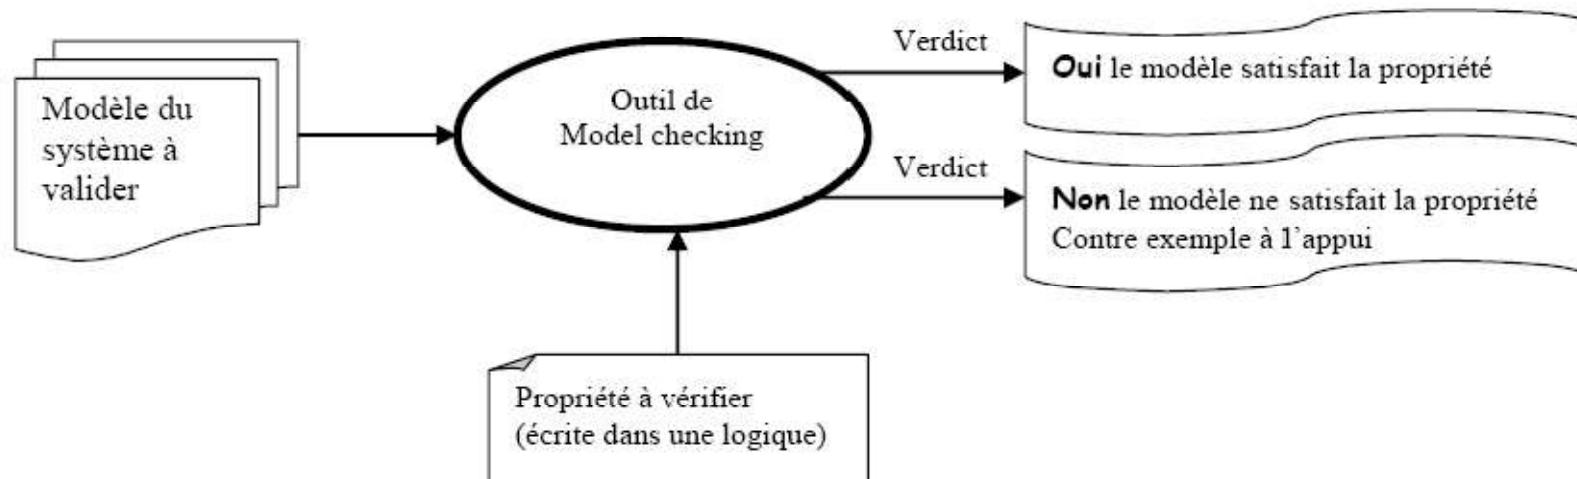 Modèle du
système à
valider
Outil de
Model checking
Verdict
Oui le modèle satisfait la propriété
Verdict
Non le modèle ne satisfait la propriété
Contre exemple à l’appui
Propriété à vérifier
(écrite dans une logique)